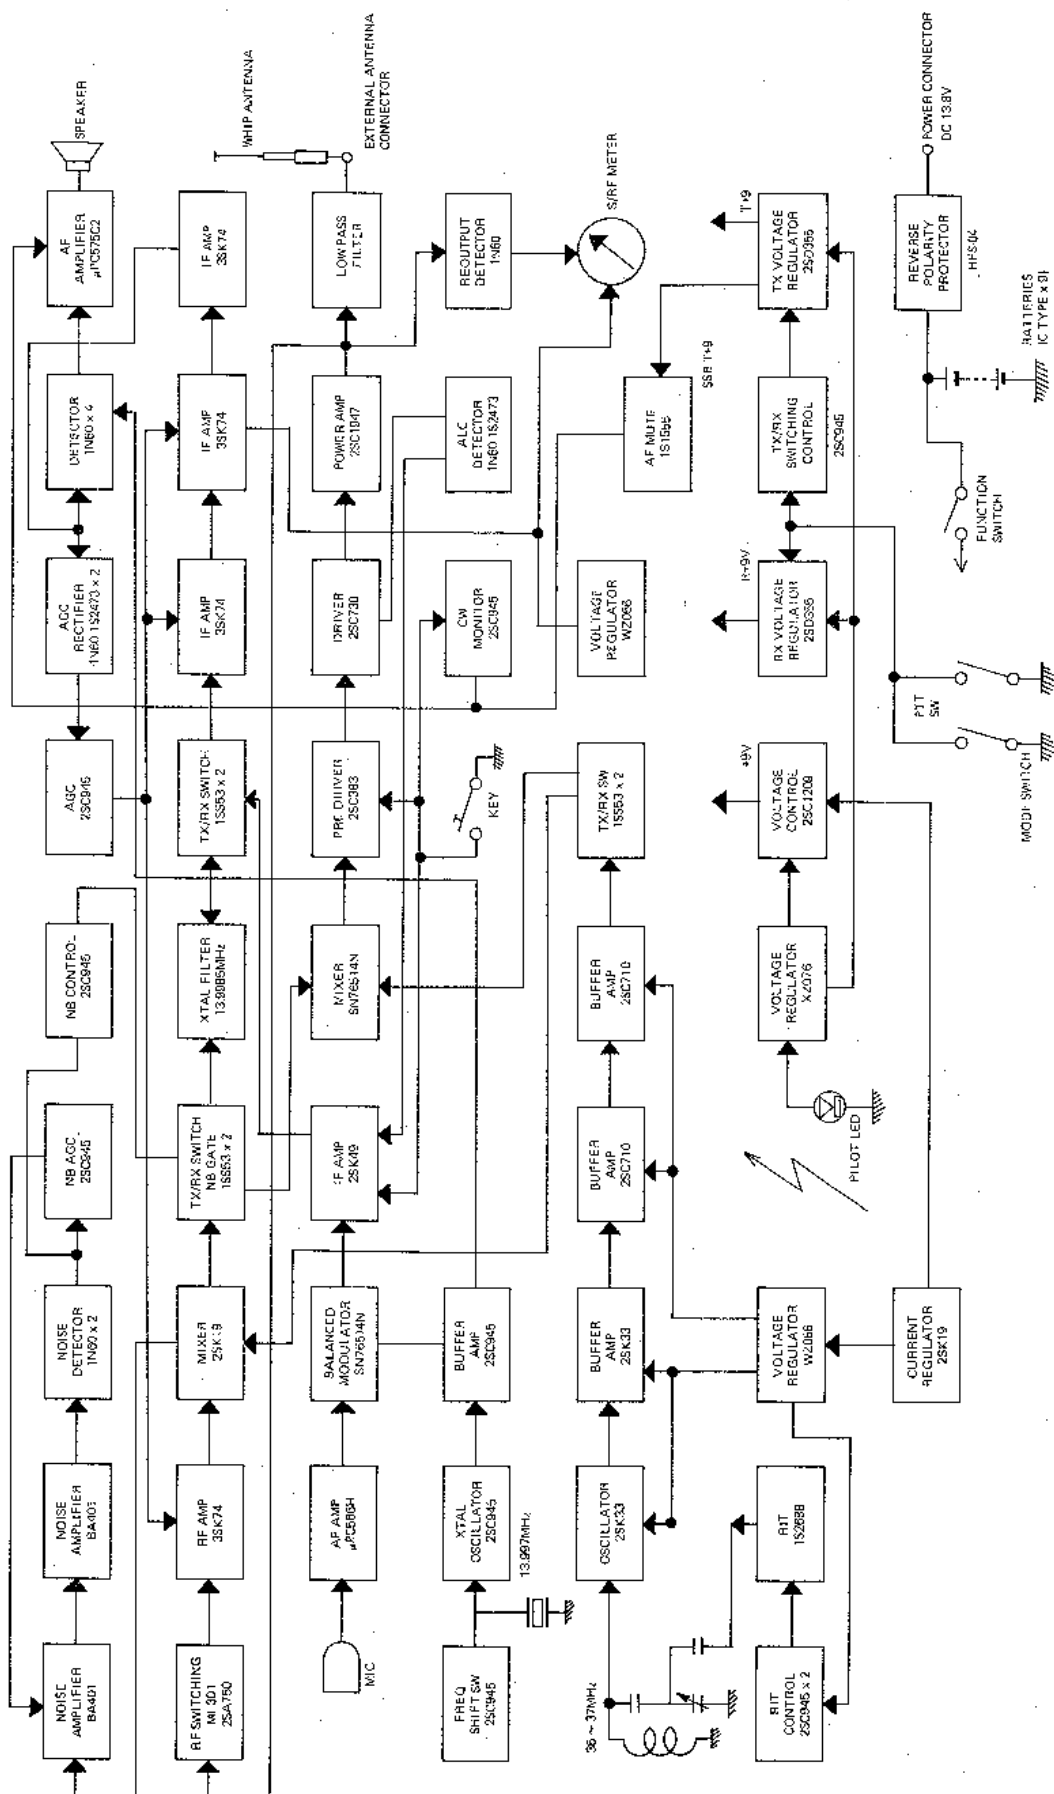 NOISE
AMPLIFIER
BA401
NOISE
AMPLIFIER
BA401
NOISE
DETECTOR
1N60 x 2
NB AGC
2SC945
NB CONTROL
2SC945
AGC
2SC945
AGC
RECTIFIER
1N60 1S2473 x 2
DETECTOR
1N60 x 4
AF
AMPLIFIER
μPC575C2
SPEAKER
RF SWITCHING
MI 301
2SA750
RF AMP
3SK74
MIXER
2SK19
TX/RX SWITCH
NB GATE
1SS53 x 2
XTAL FILTER
13.9985MHz
TX/RX SWITCH
1SS53 x 2
IF AMP
3SK74
IF AMP
3SK74
IF AMP
3SK74
WHIP ANTENNA
MIC
AF AMP
BALANCED
MODULATOR
SN76514N
IF AMP
2SK49
MIXER
SN76514N
PRE DRIVER
2SC383
DRIVER
2SC730
POWER AMP
2SC1947
LOW PASS
FILTER
EXTERNAL ANTENNA
CONNECTOR
FREQ
SHIFT SW
2SC945
XTAL
OSCILLATOR
2SC945
13.997MHz
BUFFER
AMP
2SC945
KEY
CW
MONITOR
2SC945
ALC
DETECTOR
1N60 1S2473
RF OUTPUT
DETECTOR
1N60
36 ~ 37MHz
OSCILLATOR
2SK33
BUFFER
AMP
2SK33
BUFFER
AMP
2SC710
BUFFER
AMP
2SC710
TX/RX SW
1SS53 x 2
VOLTAGE
REGULATOR
WZ066
AF MUTE
1S1555
SSB T+9
S/RF METER
RIT
CONTROL
2SC945 x 2
RIT
1S2688
VOLTAGE
REGULATOR
WZ066
PILOT LED
VOLTAGE
REGULATOR
XZ076
VOLTAGE
CONTROL
2SC1209
+9V
RX VOLTAGE
REGULATOR
2SD355
R+9V
TX/RX
SWITCHING
CONTROL
2SC945
TX VOLTAGE
REGULATOR
2SD355
T+9
CURRENT
REGULATOR
2SK19
MODE SWITCH
PTT
SW
FUNCTION
SWITCH
REVERSE
POLARITY
PROTECTOR
POWER CONNECTOR
DC 13.8V
BATTERIES